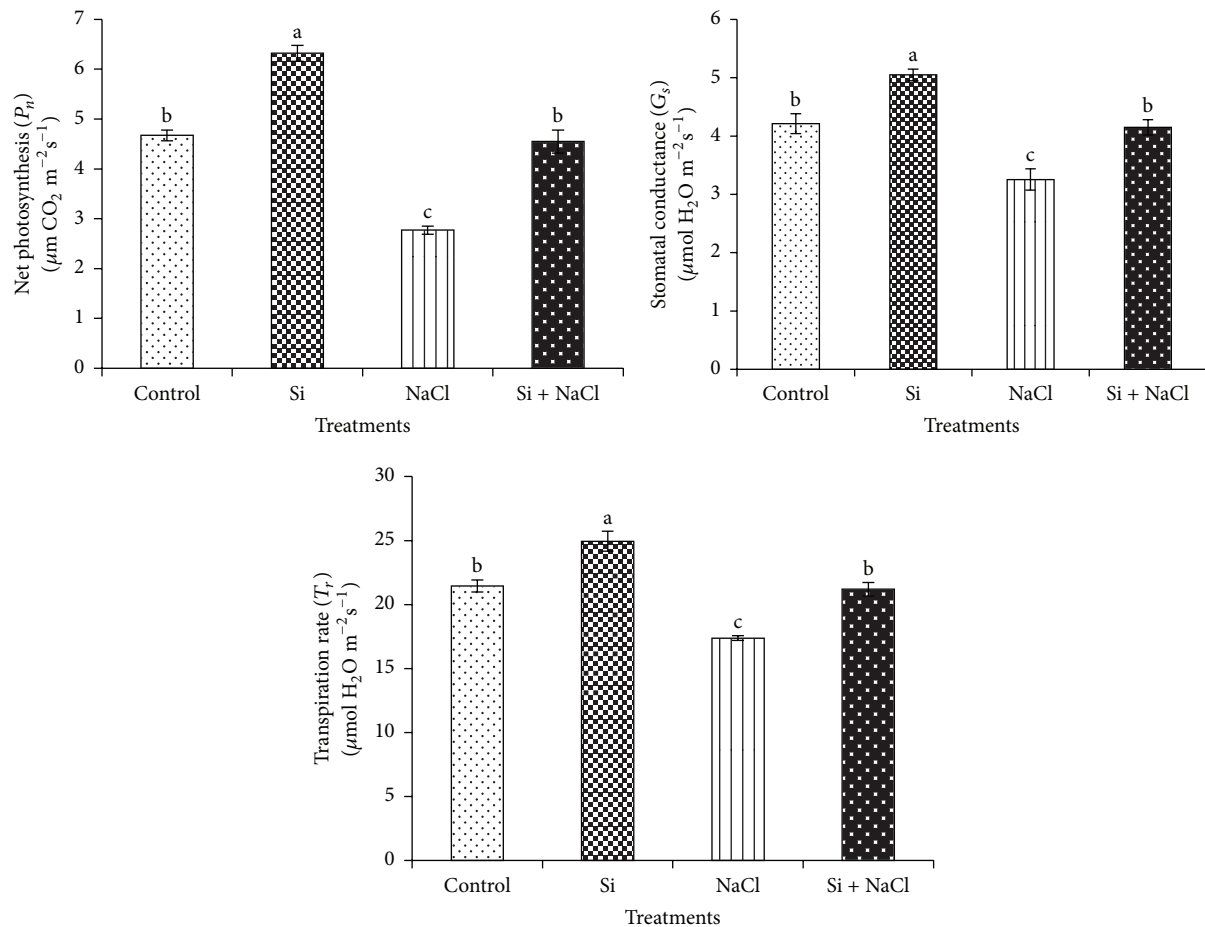 Net photosynthesis (Pn)
(μm CO2 m−2s−1)
7
6
5
4
3
2
1
0
b
a
c
b
Control
Si
NaCl
Si + NaCl
Treatments
Stomatal conductance (Gs)
(μmol H2O m−2s−1)
6
5
4
3
2
1
0
b
a
c
b
Control
Si
NaCl
Si + NaCl
Treatments
Transpiration rate (Tr)
(μmol H2O m−2s−1)
30
25
20
15
10
5
0
b
a
c
b
Control
Si
NaCl
Si + NaCl
Treatments